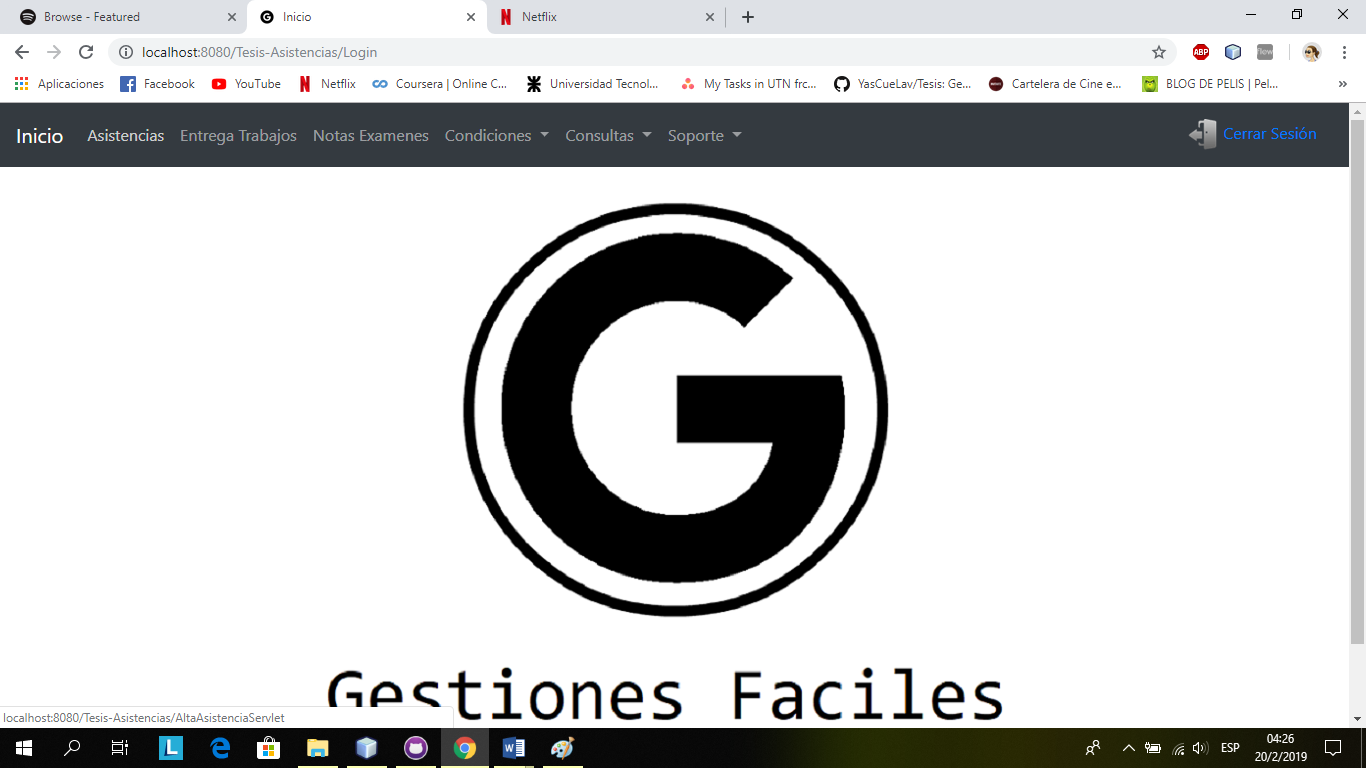 Browse - Featured
Inicio
Netflix
localhost:8080/Tesis-Asistencias/Login
ABP
flow
Aplicaciones
Facebook
YouTube
Netflix
Coursera | Online C...
Universidad Tecnol...
My Tasks in UTN frc...
YasCueLav/Tesis: Ge...
Cartelera de Cine e...
BLOG DE PELIS | Pel...
»
Inicio
Asistencias
Entrega Trabajos
Notas Examenes
Condiciones
Consultas
Soporte
Cerrar Sesión
G
Gestiones Faciles
localhost:8080/Tesis-Asistencias/AltaAsistenciaServlet
ESP
04:26
20/2/2019